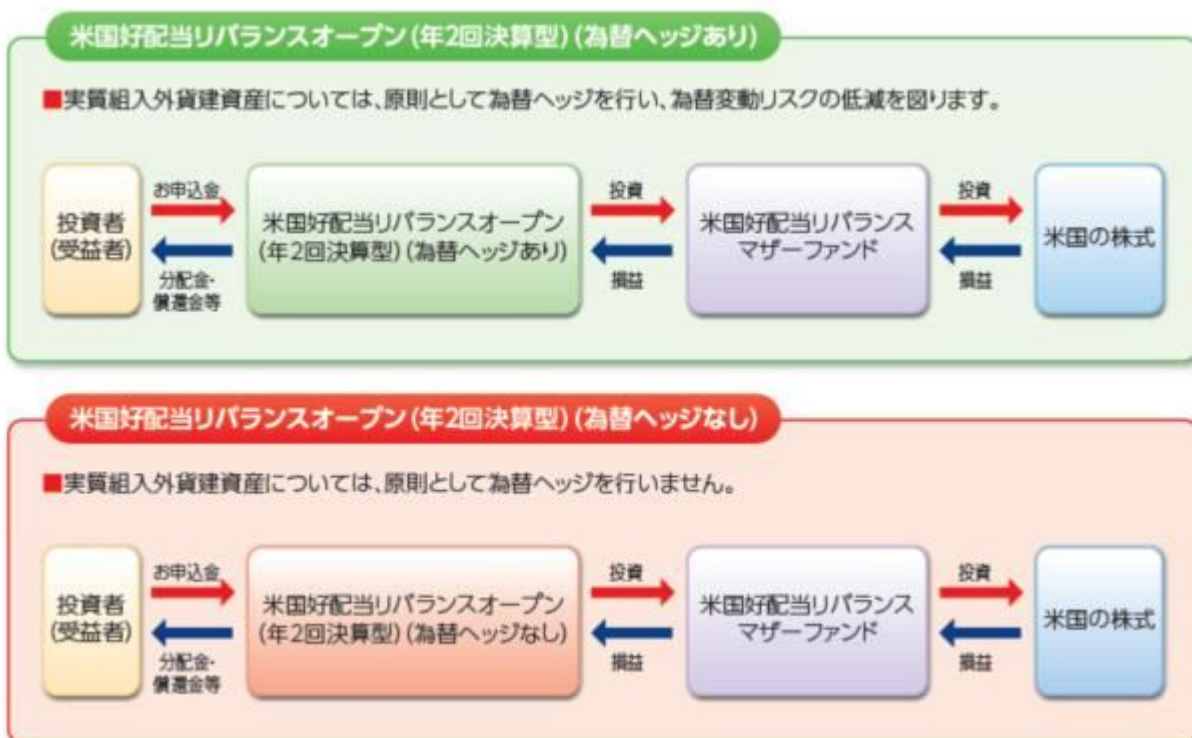 米国好配当リバランスオープン(年2回決算型)(為替ヘッジあり)
■実質組入外貨建資産については、原則として為替ヘッジを行い、為替変動リスクの低減を図ります。
投資者
(受益者)
お申込金
分配金・
償還金等
米国好配当リバランスオープン
(年2回決算型)(為替ヘッジあり)
投資
損益
米国好配当リバランス
マザーファンド
投資
損益
米国の株式
米国好配当リバランスオープン(年2回決算型)(為替ヘッジなし)
■実質組入外貨建資産については、原則として為替ヘッジを行いません。
投資者
(受益者)
お申込金
分配金・
償還金等
米国好配当リバランスオープン
(年2回決算型)(為替ヘッジなし)
投資
損益
米国好配当リバランス
マザーファンド
投資
損益
米国の株式